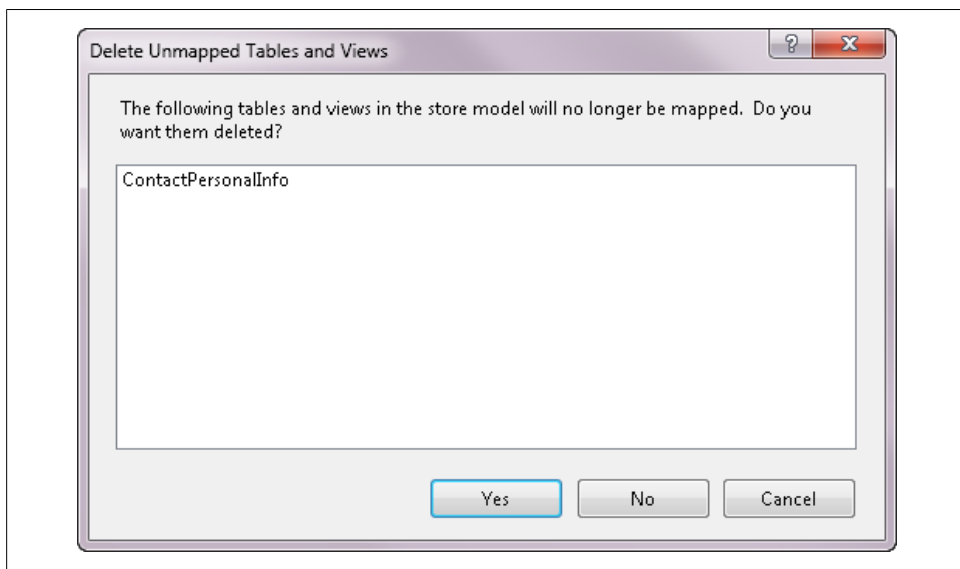 Delete Unmapped Tables and Views
?
The following tables and views in the store model will no longer be mapped. Do you
want them deleted?
ContactPersonalInfo
Yes No Cancel